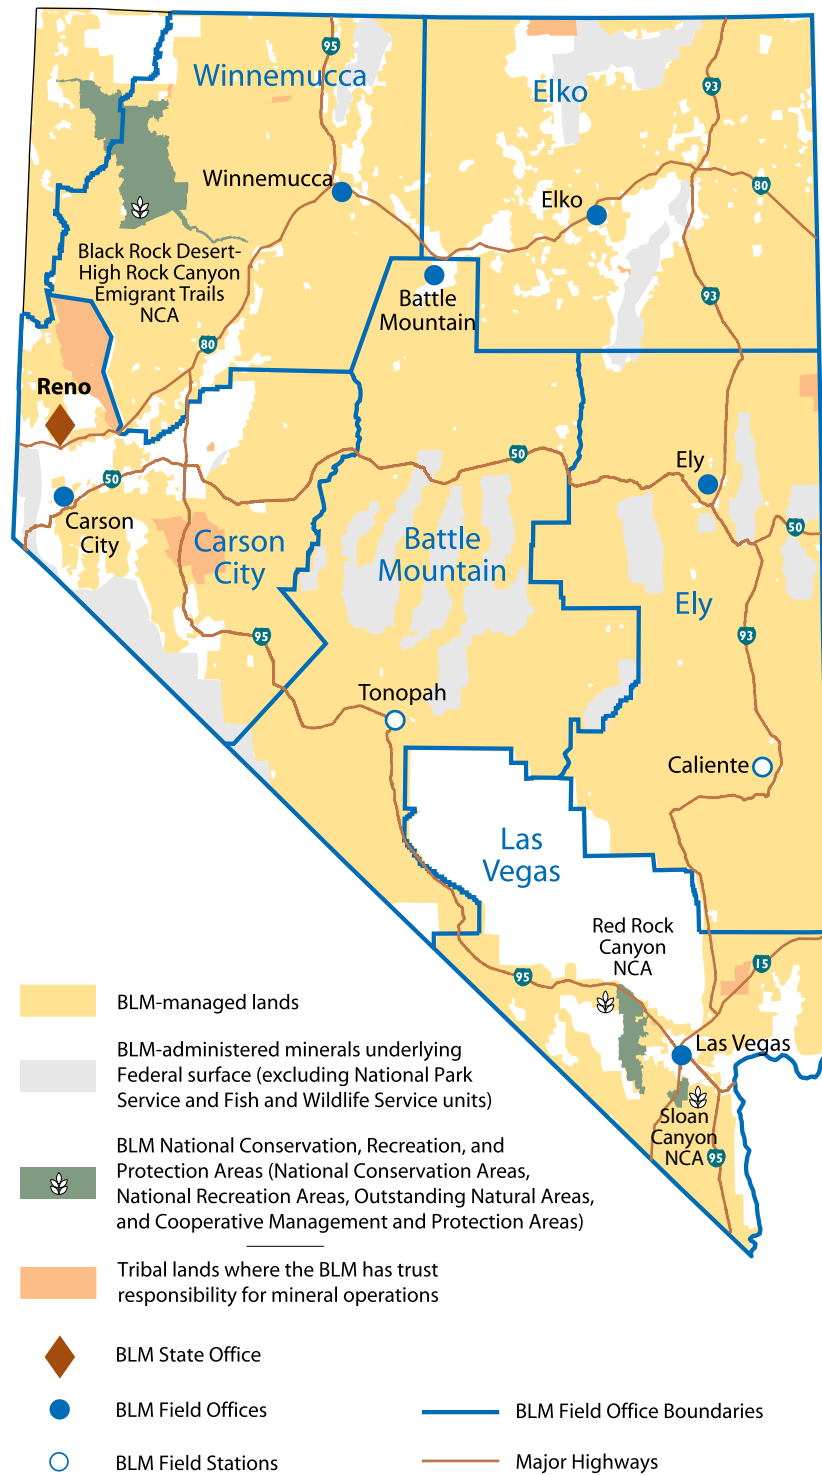 95
Winnemucca
Elko
93
Winnemucca
80
Elko
Black Rock Desert-
High Rock Canyon
Emigrant Trails
NCA
Battle
Mountain
93
80
Reno
50
Ely
50
Carson
City
Carson
City
Battle
Mountain
50
Ely
95
93
Tonopah
Caliente
Las
Vegas
Red Rock
Canyon
NCA
95
15
Las Vegas
Sloan
Canyon
NCA
95
BLM-managed lands
BLM-administered minerals underlying
Federal surface (excluding National Park
Service and Fish and Wildlife Service units)
BLM National Conservation, Recreation, and
Protection Areas (National Conservation Areas,
National Recreation Areas, Outstanding Natural Areas,
and Cooperative Management and Protection Areas)
Tribal lands where the BLM has trust
responsibility for mineral operations
BLM State Office
BLM Field Offices
BLM Field Stations
BLM Field Office Boundaries
Major Highways